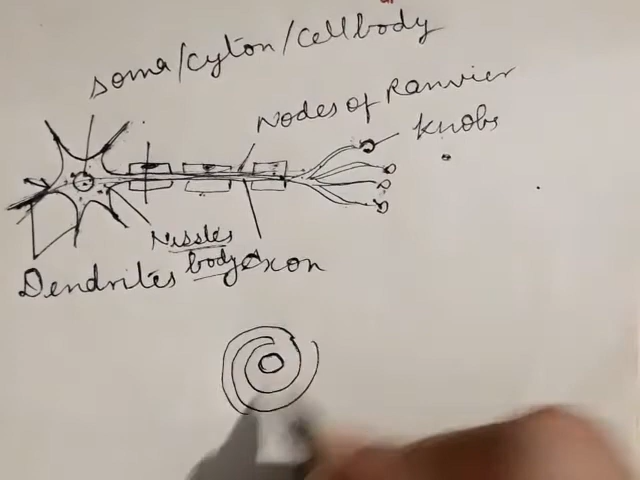 soma/cyton/cellbody
Nodes of Ranvier
Knobs
Nissles
body
Axon
Dendrites